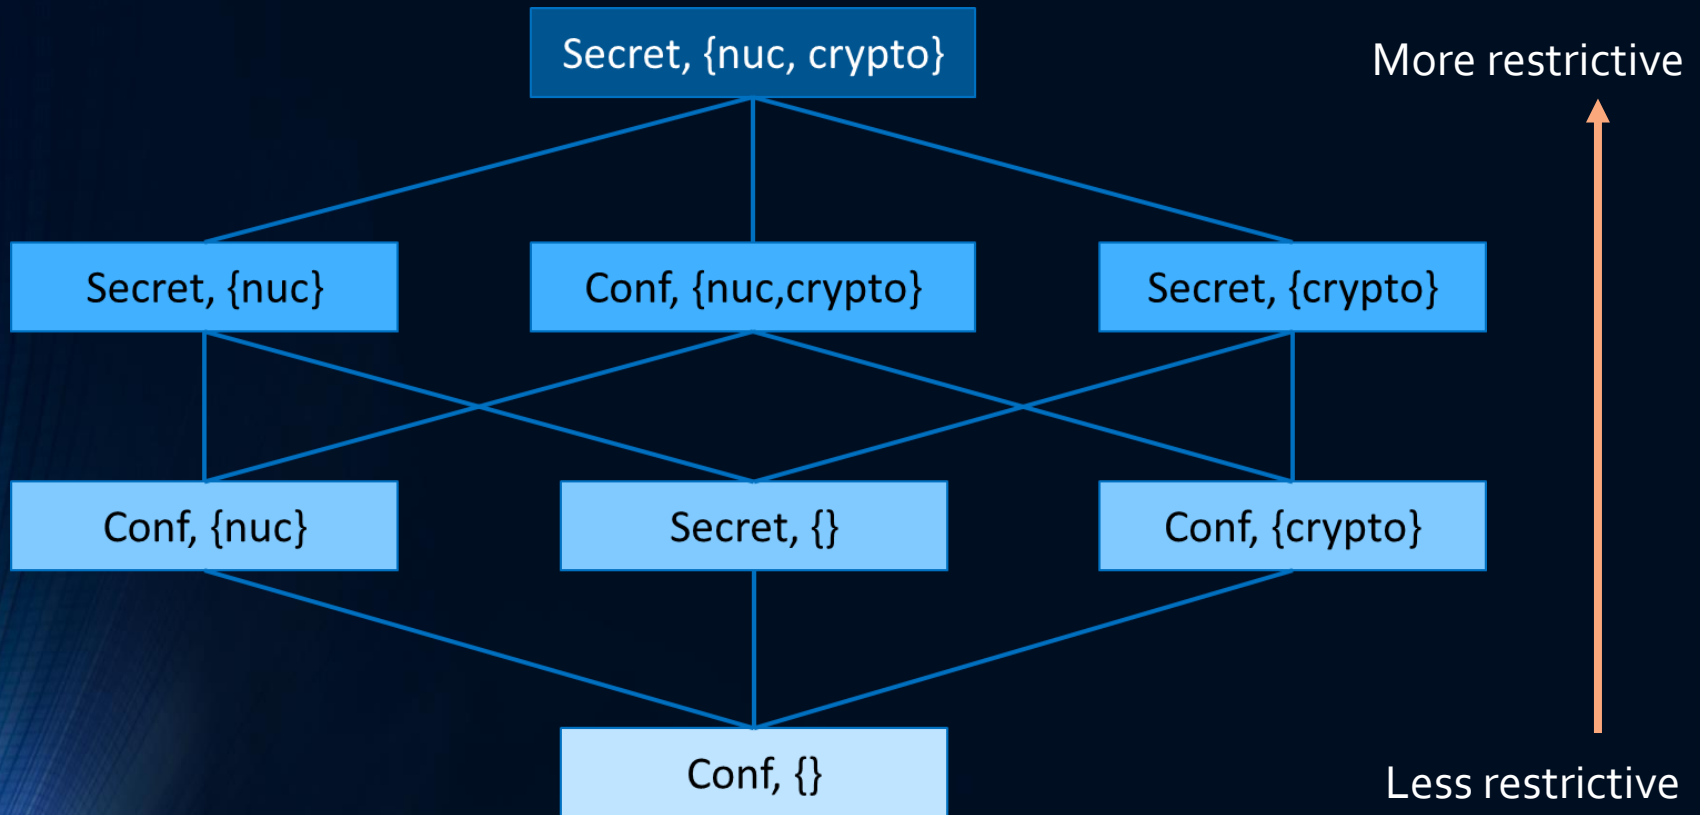 Secret, {nuc, crypto}
More restrictive
Secret, {nuc}
Conf, {nuc,crypto}
Secret, {crypto}
Conf, {nuc}
Secret, {}
Conf, {crypto}
Conf, {}
Less restrictive